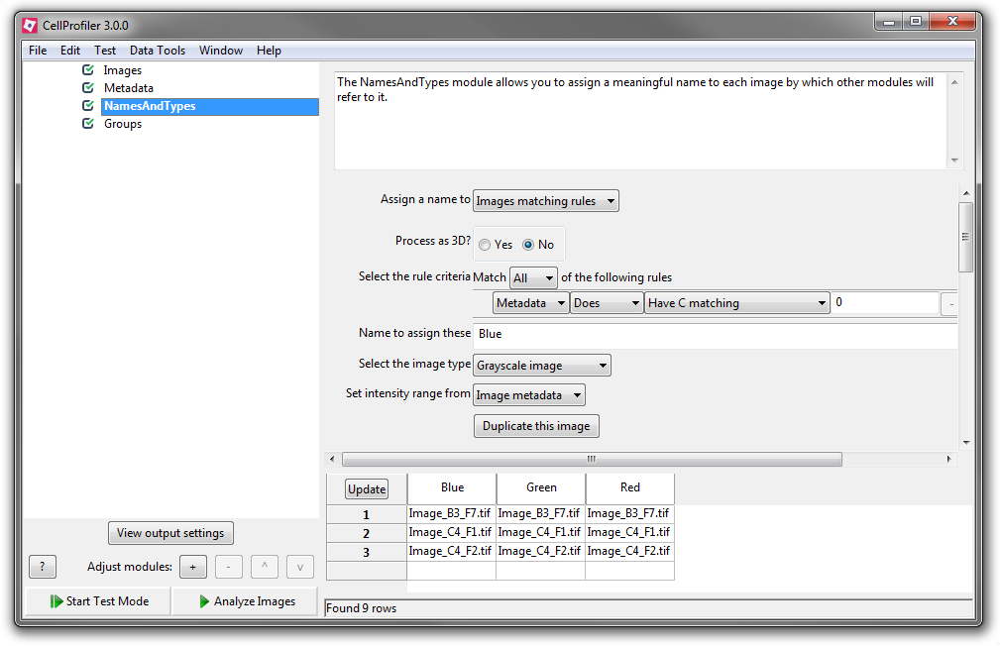 CellProfiler 3.0.0
File Edit Test Data Tools Window Help
Images
Metadata
NamesAndTypes
Groups
The NamesAndTypes module allows you to assign a meaningful name to each image by which other modules will
refer to it.
Assign a name to Images matching rules
Process as 3D? Yes No
Select the rule criteria Match All of the following rules
Metadata Does Have C matching 0 -
Name to assign these Blue
Select the image type Grayscale image
Set intensity range from Image metadata
Duplicate this image
Update Blue Green Red
1 Image_B3_F7.tif Image_B3_F7.tif Image_B3_F7.tif
2 Image_C4_F1.tif Image_C4_F1.tif Image_C4_F1.tif
3 Image_C4_F2.tif Image_C4_F2.tif Image_C4_F2.tif
Found 9 rows
View output settings
? Adjust modules: + - ^ v
Start Test Mode Analyze Images